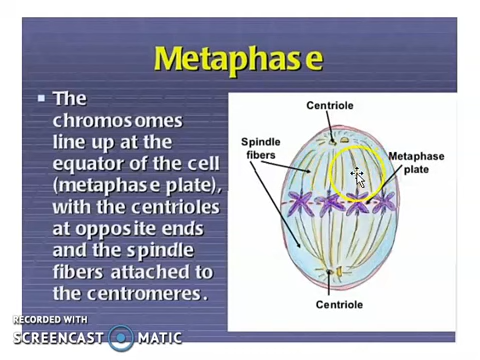 Metaphase
The
chromosomes
line up at the
equator of the cell
(metaphase plate),
with the centrioles
at opposite ends
and the spindle
fibers attached to
the centromeres.
Centriole
Spindle
fibers
Metaphase
plate
Centriole
RECORDED WITH
SCREENCAST MATIC